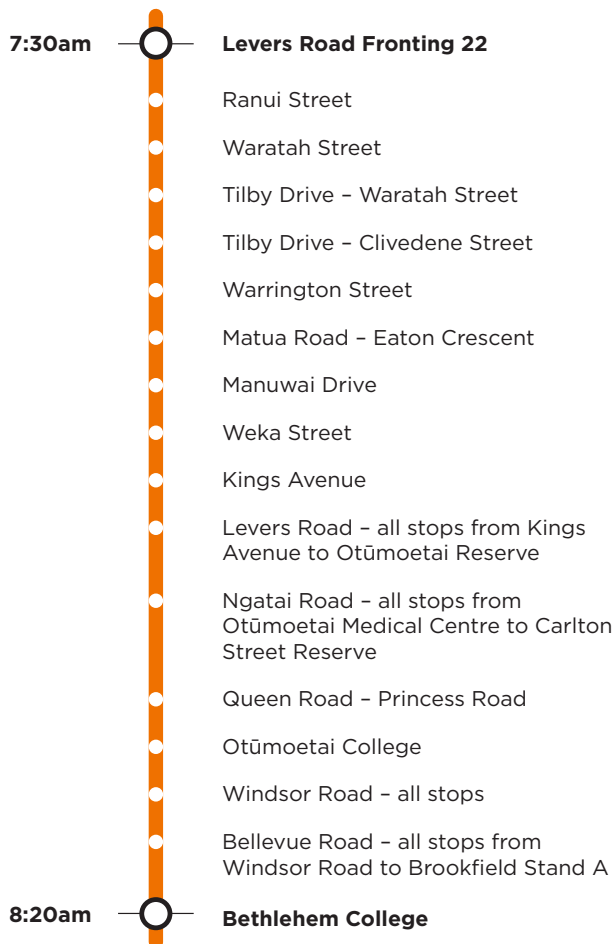 7:30am Levers Road Fronting 22
Ranui Street
Waratah Street
Tilby Drive – Waratah Street
Tilby Drive – Clivedene Street
Warrington Street
Matua Road – Eaton Crescent
Manuwai Drive
Weka Street
Kings Avenue
Levers Road – all stops from Kings
Avenue to Otūmoetai Reserve
Ngatai Road – all stops from
Otūmoetai Medical Centre to Carlton
Street Reserve
Queen Road – Princess Road
Otūmoetai College
Windsor Road – all stops
Bellevue Road – all stops from
Windsor Road to Brookfield Stand A
8:20am Bethlehem College